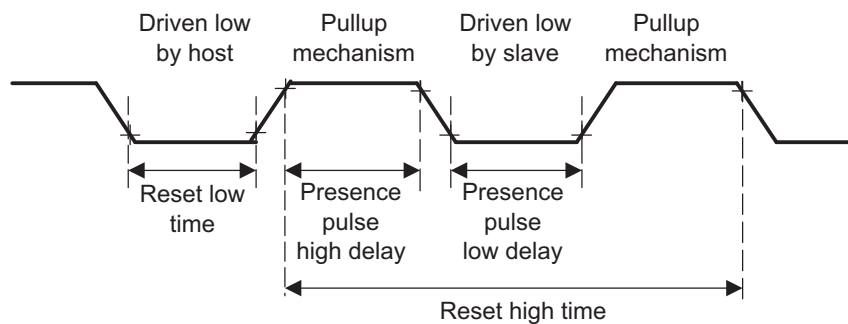 Driven low
by host
Pullup
mechanism
Driven low
by slave
Pullup
mechanism
Reset low
time
Presence
pulse
high delay
Presence
pulse
low delay
Reset high time